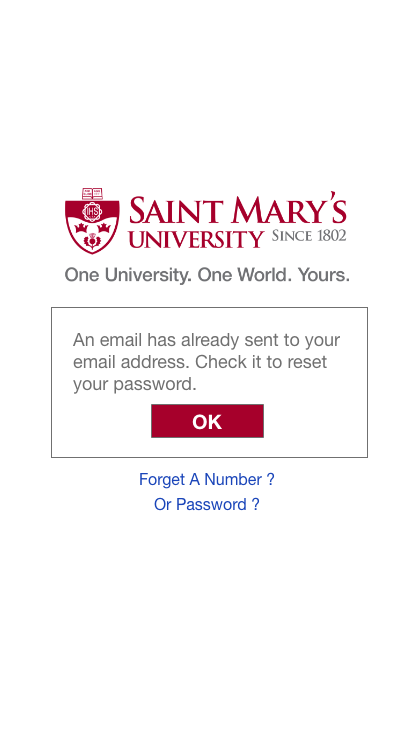 IHS
SAINT MARY'S
UNIVERSITY SINCE 1802
One University. One World. Yours.
An email has already sent to your
email address. Check it to reset
your password.
OK
Forget A Number ?
Or Password ?